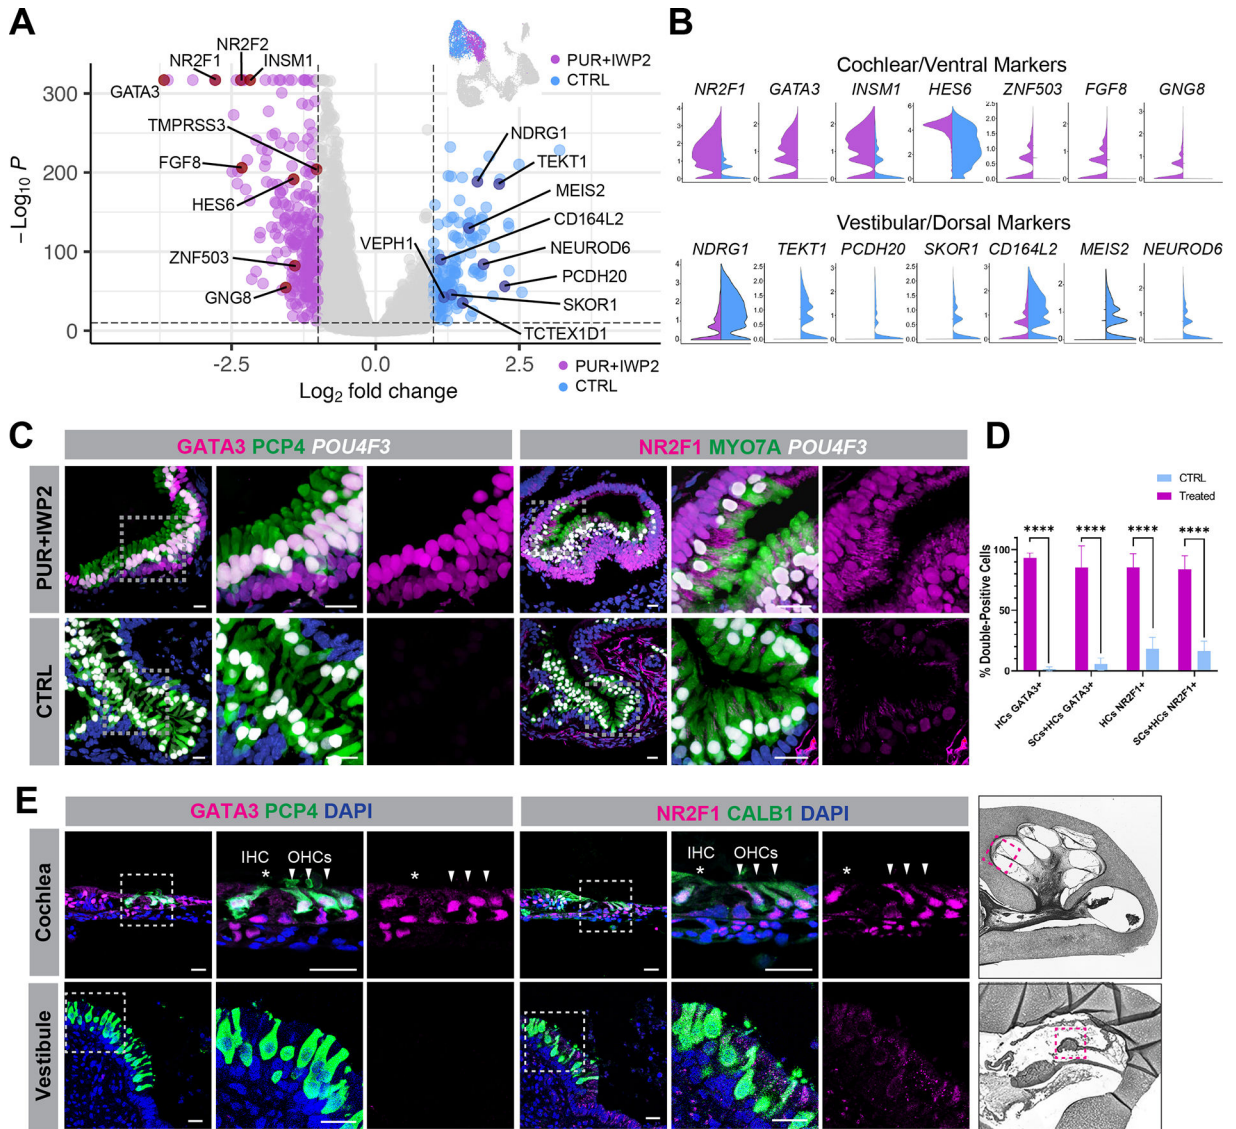 A
NR2F2
NR2F1
INSM1
PUR+IWP2
CTRL
300
GATA3
TMPRSS3
NDRG1
FGF8
TEKT1
200
HES6
MEIS2
CD164L2
VEPH1
NEUROD6
100
ZNF503
PCDH20
GNG8
SKOR1
0
TCTEX1D1
-2.5
0.0
2.5
PUR+IWP2
CTRL
Log2 fold change
− Log10 P
B
Cochlear/Ventral Markers
NR2F1 GATA3 INSM1 HES6 ZNF503 FGF8 GNG8
Vestibular/Dorsal Markers
NDRG1 TEKT1 PCDH20 SKOR1 CD164L2 MEIS2 NEUROD6
C
GATA3 PCP4 POU4F3
NR2F1 MYO7A POU4F3
PUR+IWP2
CTRL
D
CTRL
Treated
**** **** **** ****
100
50
0
% Double-Positive Cells
HCs GATA3+
SCs+HCs GATA3+
HCs NR2F1+
SCs+HCs NR2F1+
E
GATA3 PCP4 DAPI
NR2F1 CALB1 DAPI
Cochlea
IHC OHCs
* *
IHC OHCs
* *
Vestibule